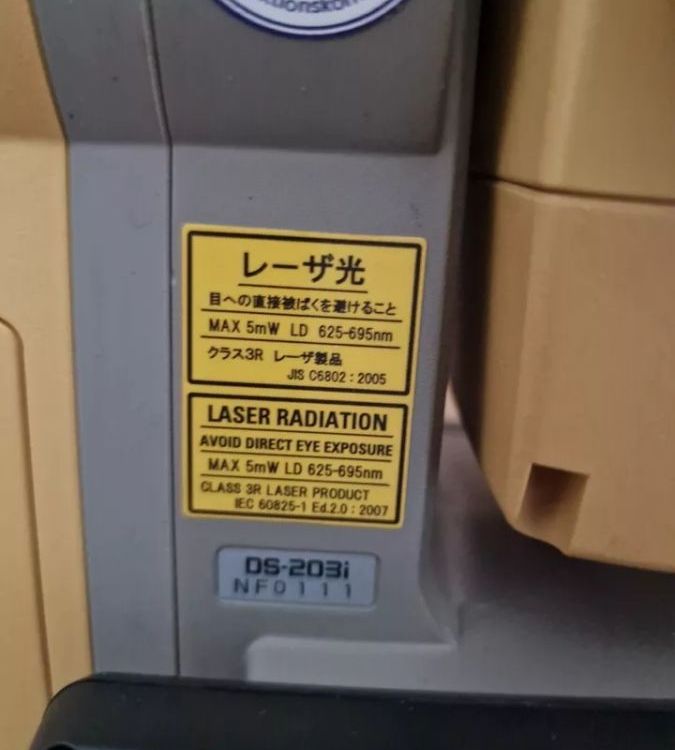 レーザ光
目への直接被ばくを避けること
MAX 5mW LD 625-695nm
クラス3R レーザ製品
JIS C6802 : 2005
LASER RADIATION
AVOID DIRECT EYE EXPOSURE
MAX 5mW LD 625-695nm
CLASS 3R LASER PRODUCT
IEC 60825-1 Ed.2.0 : 2007
DS-203i
NF0111